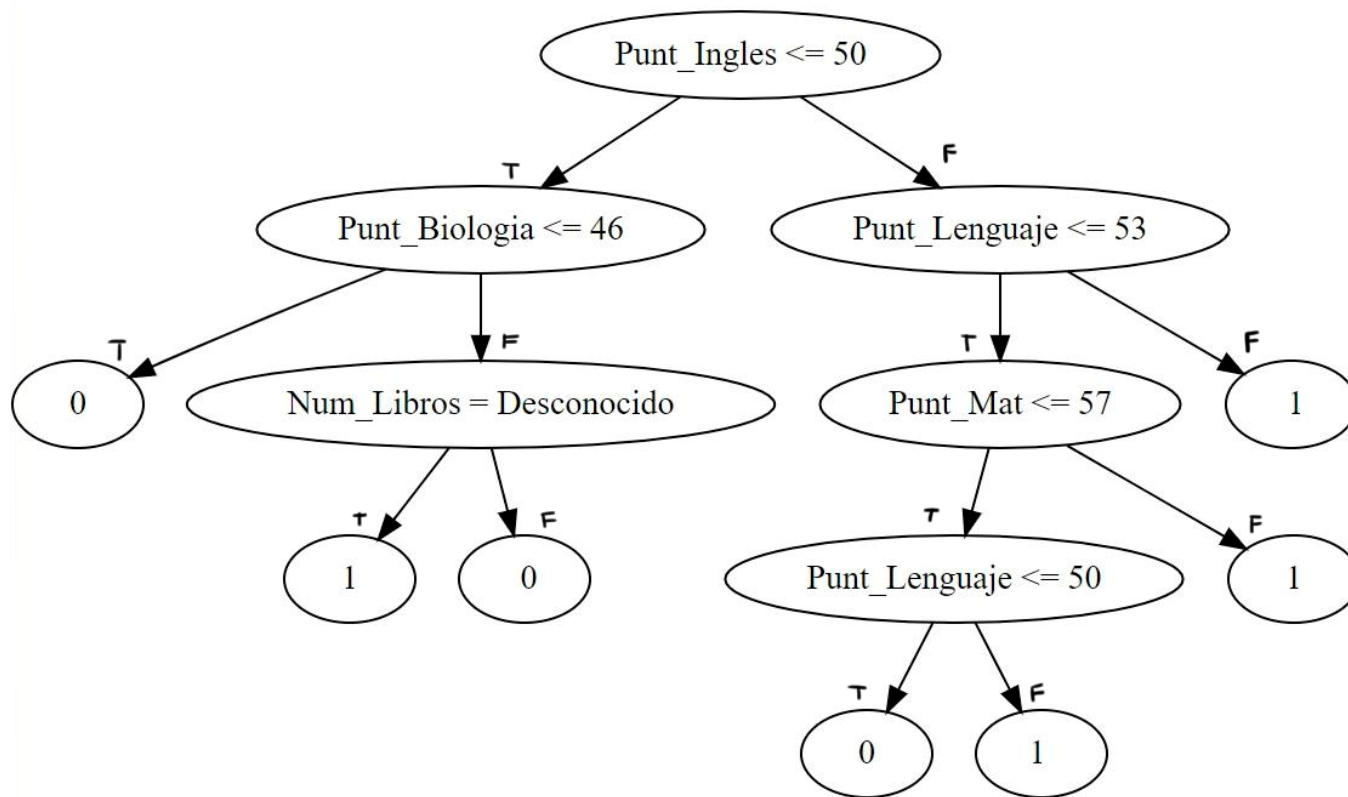 Punt_Ingles <= 50
T
F
Punt_Biologia <= 46
Punt_Lenguaje <= 53
T
F
T
F
0
Num_Libros = Desconocido
Punt_Mat <= 57
1
T
F
T
F
1
0
Punt_Lenguaje <= 50
1
T
F
0
1